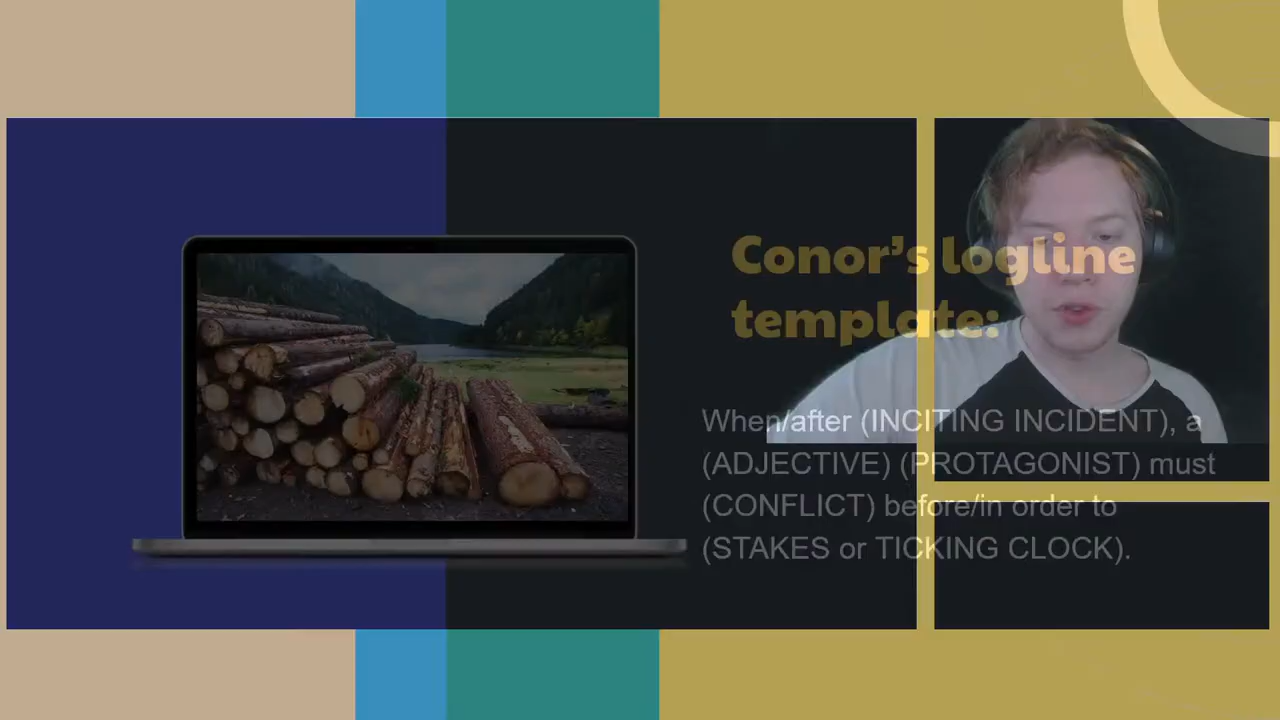 Conor's logline
template:
When/after (INCITING INCIDENT), a
(ADJECTIVE) (PROTAGONIST) must
(CONFLICT) before/in order to
(STAKES or TICKING CLOCK).